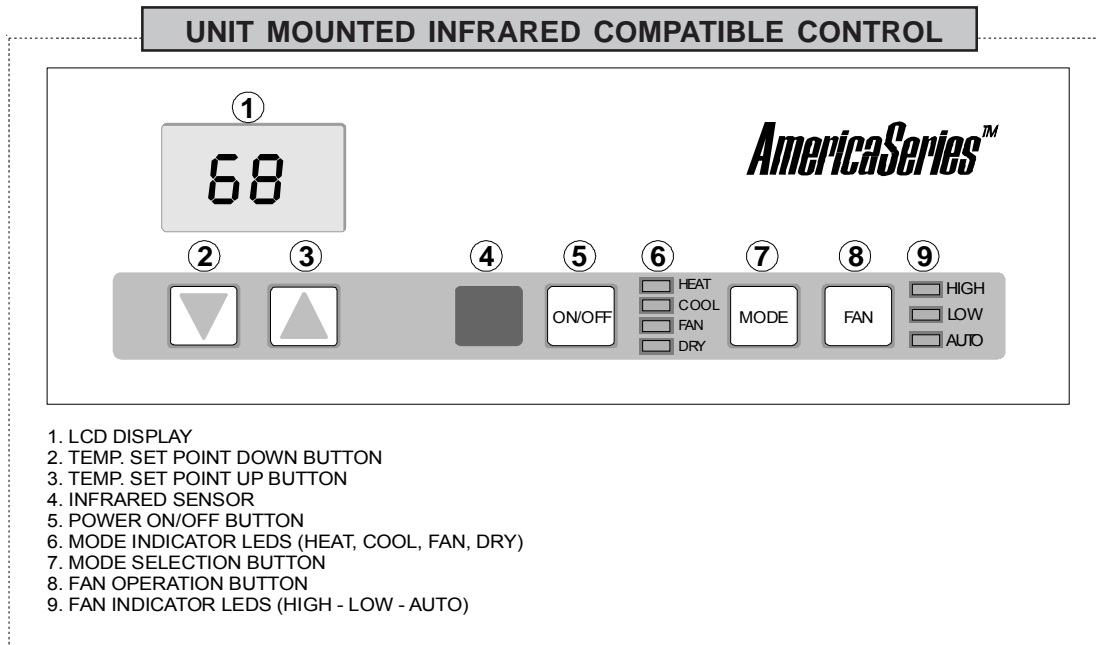 UNIT MOUNTED INFRARED COMPATIBLE CONTROL
1
68
AmericaSeries™
2 3 4 5 6 7 8 9
HEAT
COOL
FAN
DRY
ON/OFF
MODE
FAN
HIGH
LOW
AUTO
1. LCD DISPLAY
2. TEMP. SET POINT DOWN BUTTON
3. TEMP. SET POINT UP BUTTON
4. INFRARED SENSOR
5. POWER ON/OFF BUTTON
6. MODE INDICATOR LEDS (HEAT, COOL, FAN, DRY)
7. MODE SELECTION BUTTON
8. FAN OPERATION BUTTON
9. FAN INDICATOR LEDS (HIGH - LOW - AUTO)